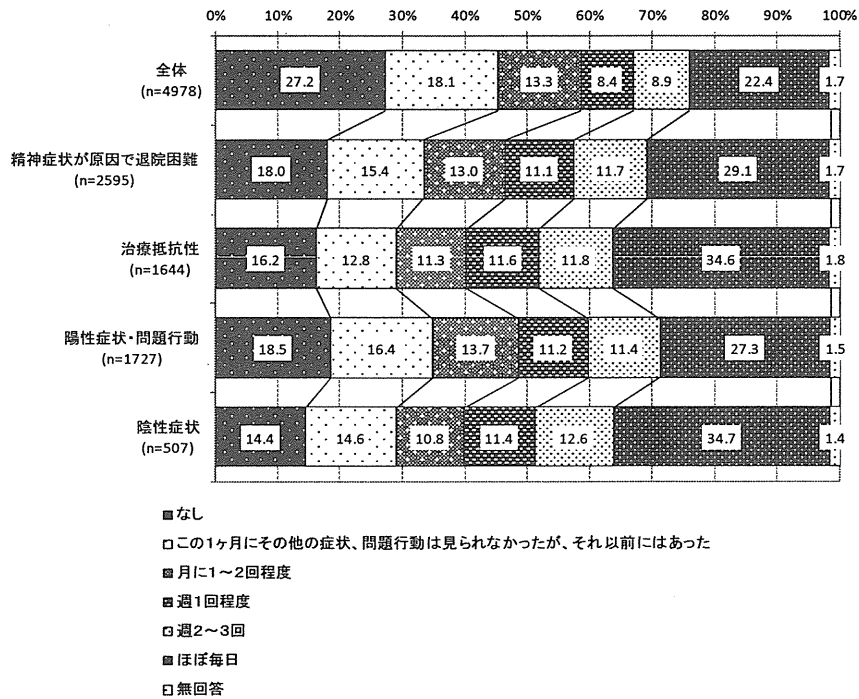 0% 10% 20% 30% 40% 50% 60% 70% 80% 90% 100%
全体
(n=4978)
27.2 18.1 13.3 8.4 8.9 22.4 1.7
精神症状が原因で退院困難
(n=2595)
18.0 15.4 13.0 11.1 11.7 29.1 1.7
治療抵抗性
(n=1644)
16.2 12.8 11.3 11.6 11.8 34.6 1.8
陽性症状・問題行動
(n=1727)
18.5 16.4 13.7 11.2 11.4 27.3 1.5
陰性症状
(n=507)
14.4 14.6 10.8 11.4 12.6 34.7 1.4
なし
この1ヶ月にその他の症状、問題行動は見られなかったが、それ以前にはあった
月に1～2回程度
週1回程度
週2～3回
ほぼ毎日
無回答